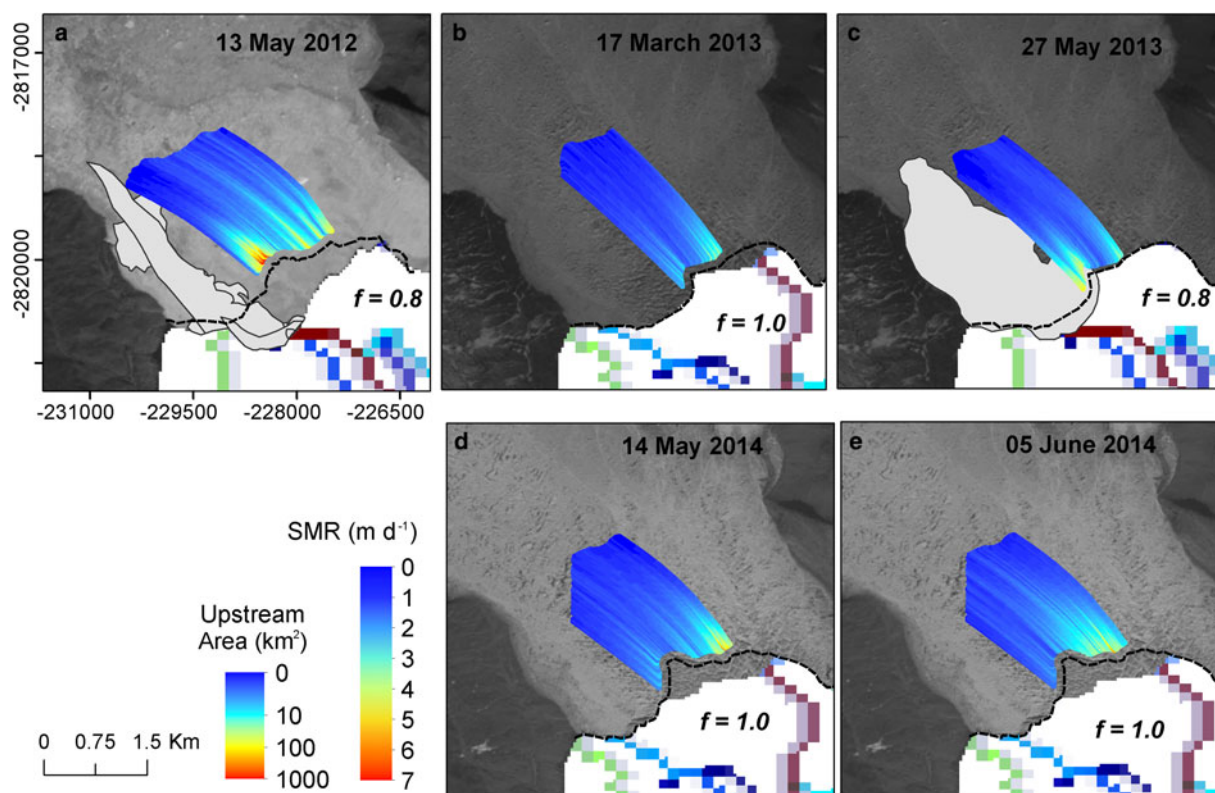 a
13 May 2012
b
17 March 2013
c
27 May 2013
-2817000
-2820000
f = 0.8
f = 1.0
f = 0.8
-231000
-229500
-228000
-226500
d
14 May 2014
e
05 June 2014
f = 1.0
f = 1.0
SMR (m d⁻¹)
0
1
2
3
4
5
6
7
Upstream
Area (km²)
0
10
100
1000
0 0.75 1.5 Km